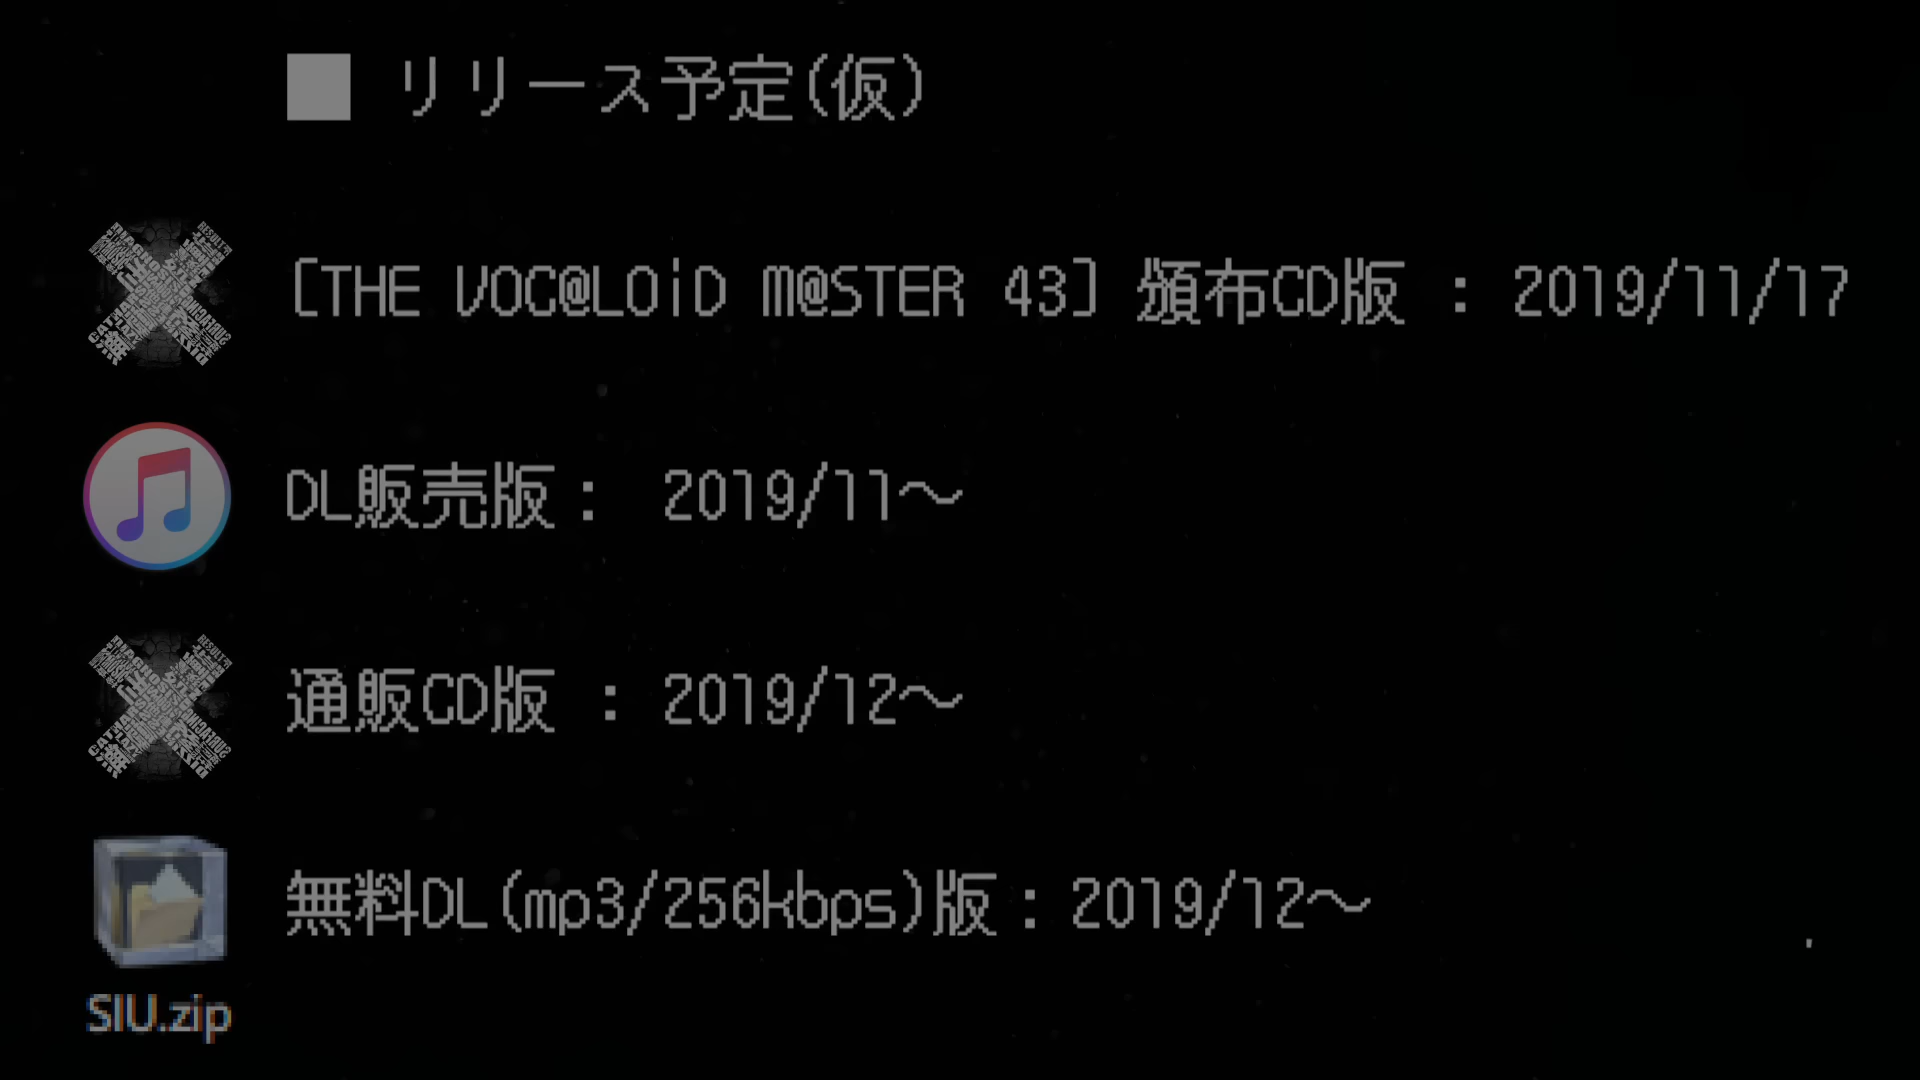 ■ リリース予定(仮)
[THE VOC@LOiD M@STER 43] 頒布CD版 : 2019/11/17
DL販売版: 2019/11～
通販CD版 : 2019/12～
無料DL(mp3/256kbps)版:2019/12～
SIU.zip